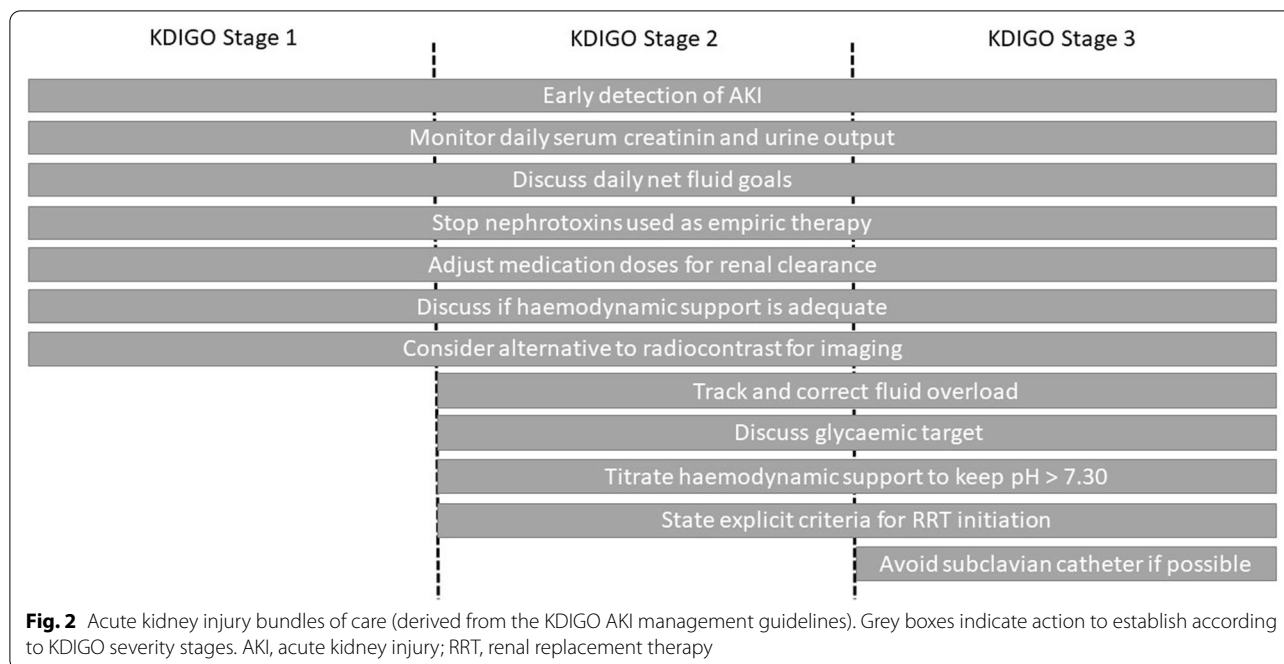 KDIGO Stage 1 KDIGO Stage 2 KDIGO Stage 3
Early detection of AKI
Monitor daily serum creatinin and urine output
Discuss daily net fluid goals
Stop nephrotoxins used as empiric therapy
Adjust medication doses for renal clearance
Discuss if haemodynamic support is adequate
Consider alternative to radiocontrast for imaging
Track and correct fluid overload
Discuss glycaemic target
Titrate haemodynamic support to keep pH > 7.30
State explicit criteria for RRT initiation
Avoid subclavian catheter if possible
Fig. 2 Acute kidney injury bundles of care (derived from the KDIGO AKI management guidelines). Grey boxes indicate action to establish according
to KDIGO severity stages. AKI, acute kidney injury; RRT, renal replacement therapy